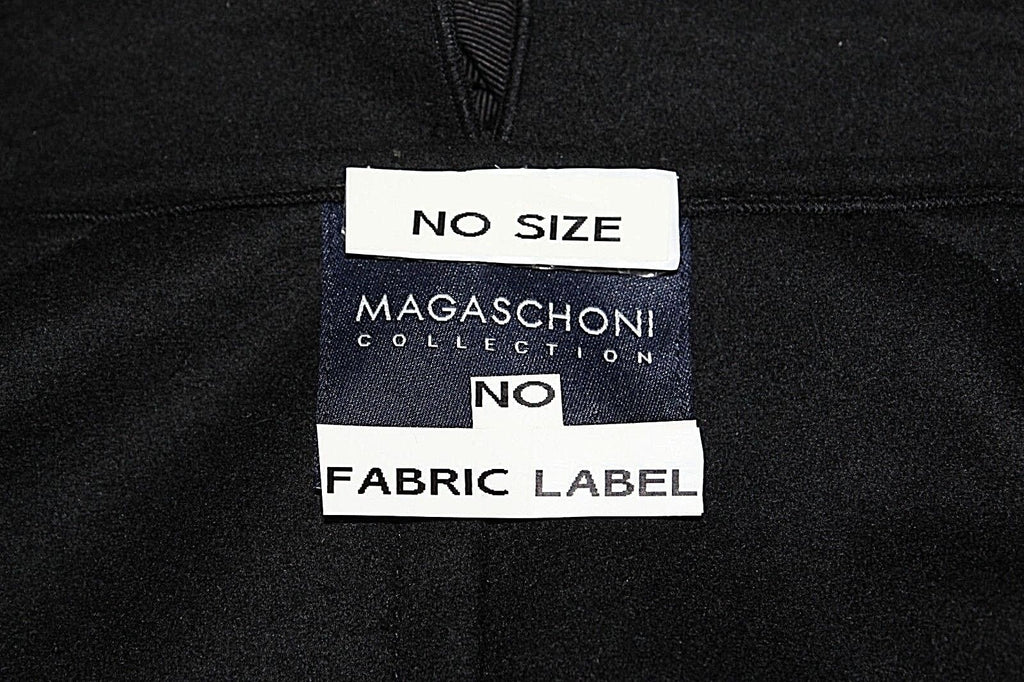 NO SIZE
MAGASCHONI
COLLECTION
NO
FABRIC LABEL